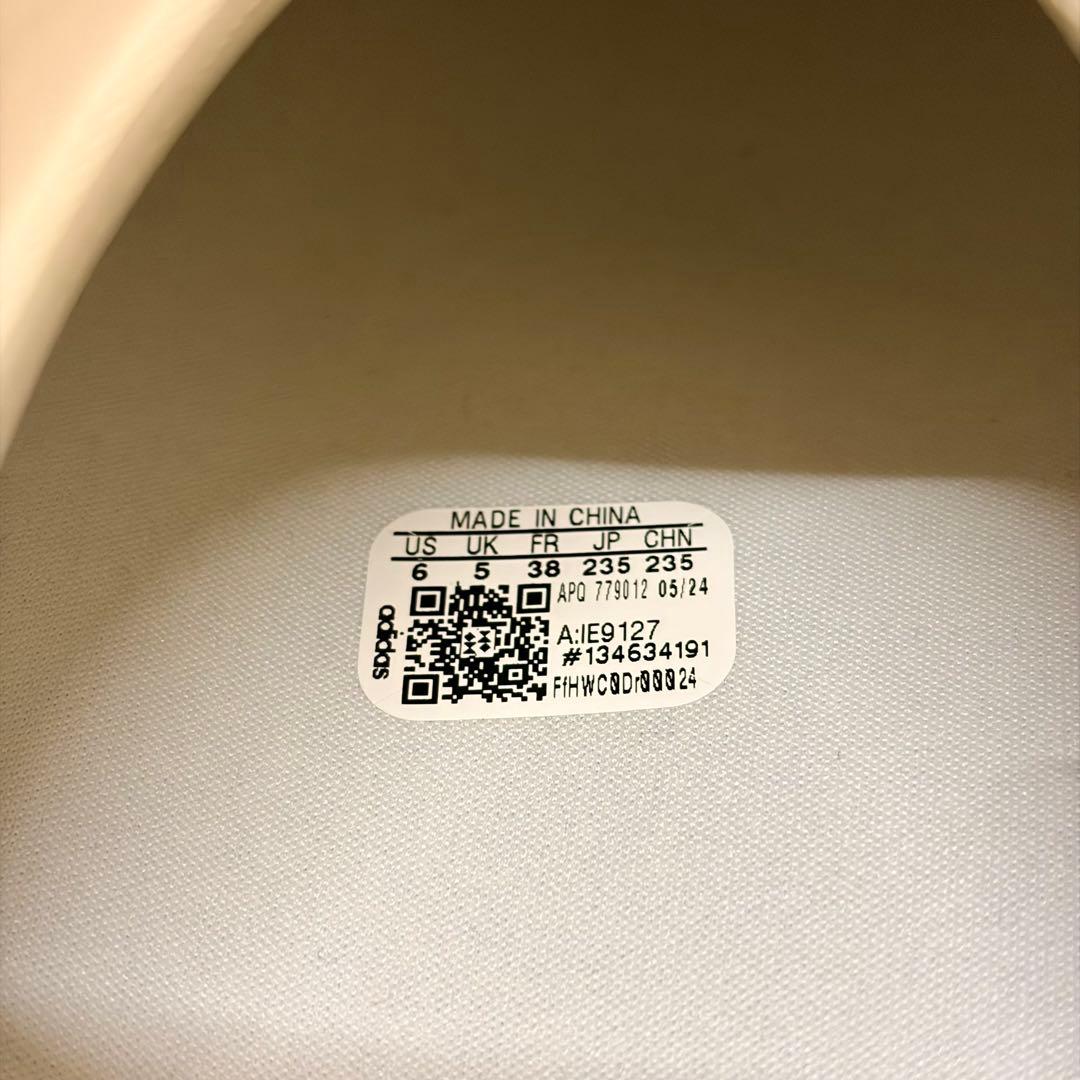 MADE IN CHINA
US UK FR JP CHN
6 5 38 235 235
APQ 779012 05/24
A:IE9127
#134634191
FfHWC0Dr00024
adidas